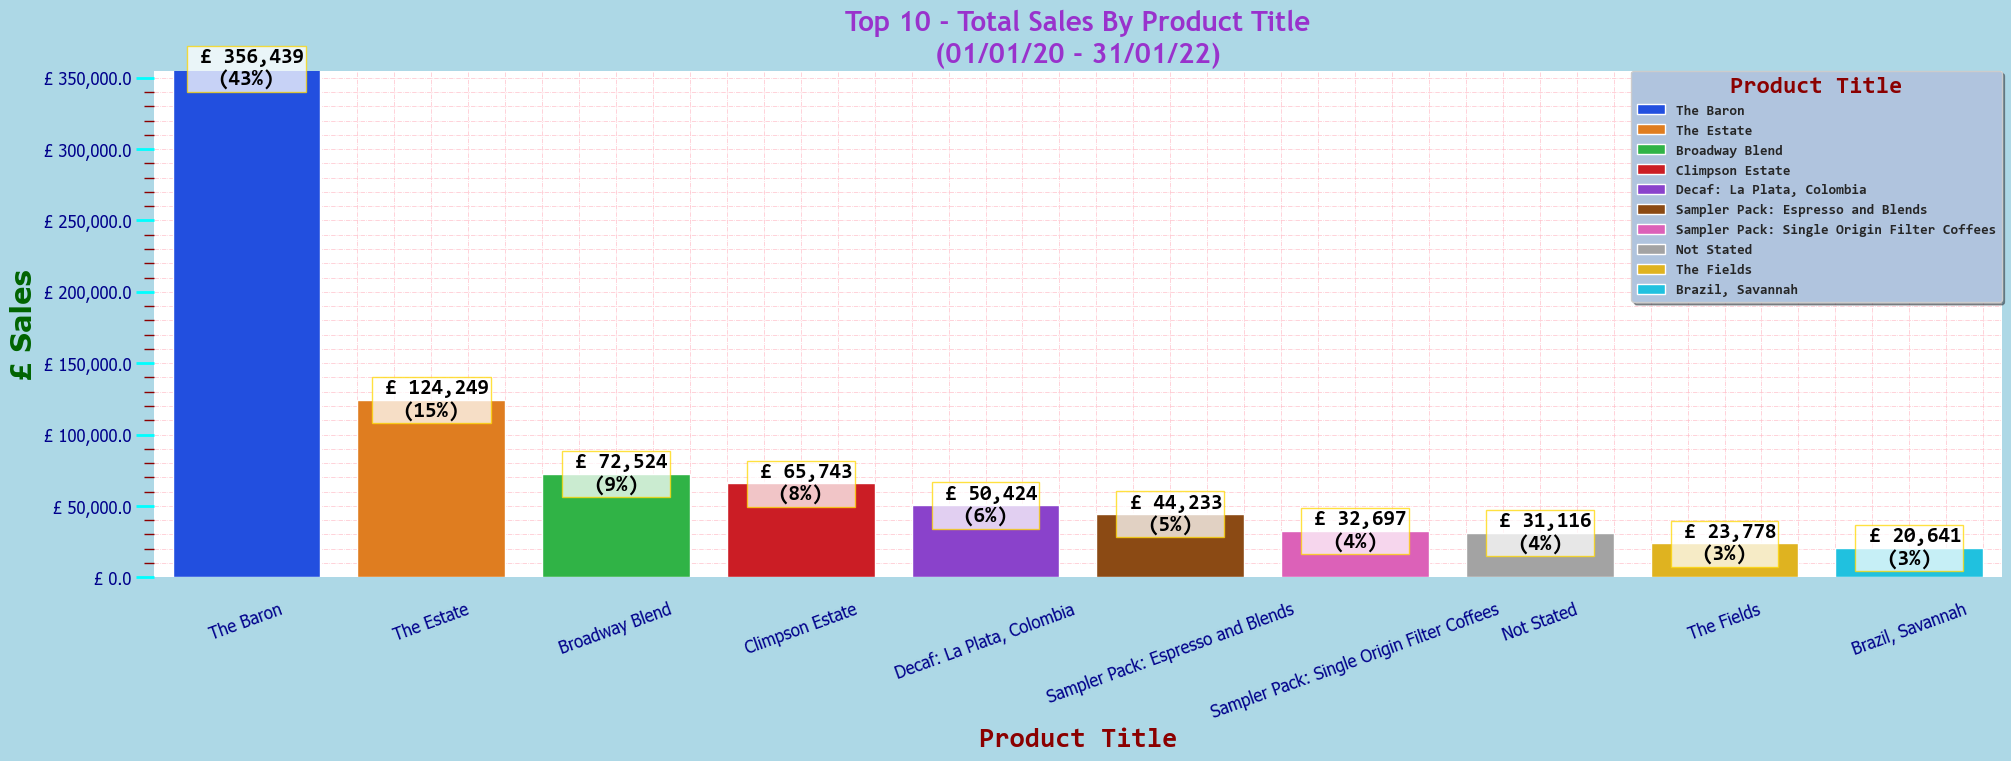 Top 10 - Total Sales By Product Title
(01/01/20 - 31/01/22)
£ Sales
£ 350,000.0
£ 300,000.0
£ 250,000.0
£ 200,000.0
£ 150,000.0
£ 100,000.0
£ 50,000.0
£ 0.0
£ 356,439
(43%)
£ 124,249
(15%)
£ 72,524
(9%)
£ 65,743
(8%)
£ 50,424
(6%)
£ 44,233
(5%)
£ 32,697
(4%)
£ 31,116
(4%)
£ 23,778
(3%)
£ 20,641
(3%)
Product Title
The Baron
The Estate
Broadway Blend
Climpson Estate
Decaf: La Plata, Colombia
Sampler Pack: Espresso and Blends
Sampler Pack: Single Origin Filter Coffees
Not Stated
The Fields
Brazil, Savannah
The Baron
The Estate
Broadway Blend
Climpson Estate
Decaf: La Plata, Colombia
Sampler Pack: Espresso and Blends
Sampler Pack: Single Origin Filter Coffees
Not Stated
The Fields
Brazil, Savannah
Product Title